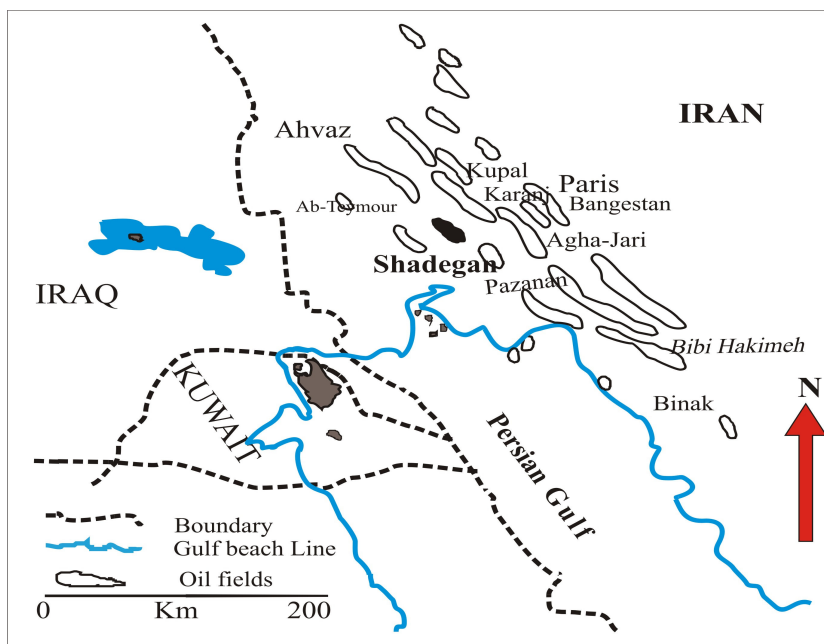 IRAN
Ahvaz
Kupal
Karanj
Paris
Ab-Teymour
Bangestan
Agha-Jari
Shadegan
Pazanan
IRAQ
Bibi Hakimeh
KUWAIT
N
Binak
Persian Gulf
Boundary
Gulf beach Line
Oil fields
0 Km 200